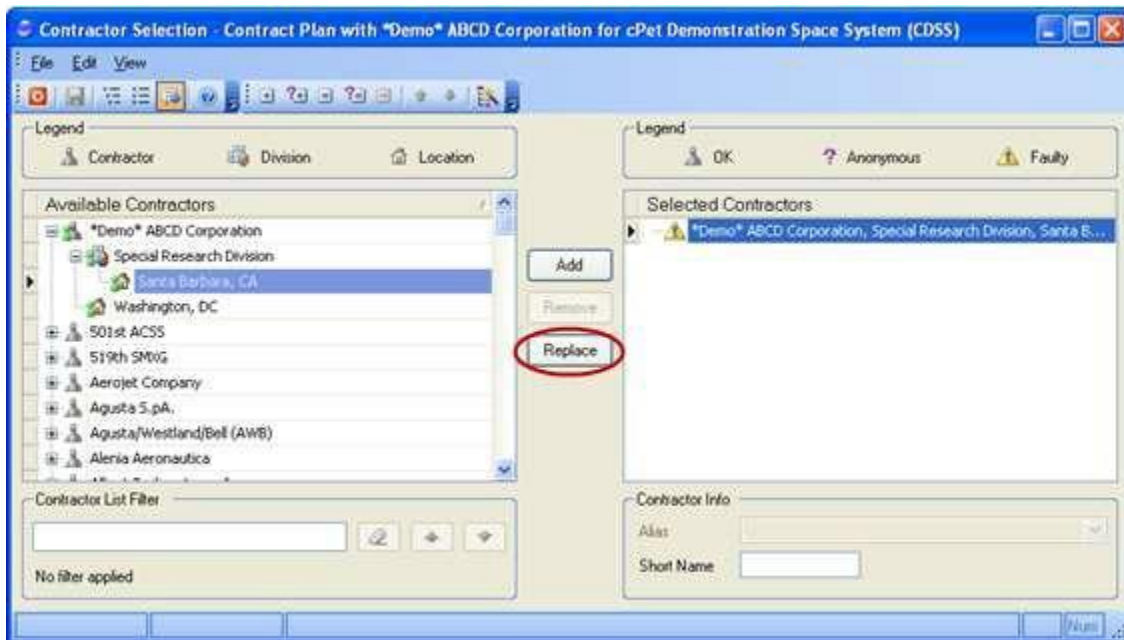 Contractor Selection - Contract Plan with *Demo* ABCD Corporation for cPet Demonstration Space System (CDSS)
File Edit View
Legend
Contractor Division Location
Legend
OK ? Anonymous Faulty
Available Contractors
*Demo* ABCD Corporation
Special Research Division
Santa Barbara, CA
Washington, DC
501st ACSS
519th SMXG
Aerojet Company
Agusta S.pA.
Agusta/Westland/Bell (AWB)
Alenia Aeronautica
Add
Remove
Replace
Selected Contractors
*Demo* ABCD Corporation, Special Research Division, Santa B...
Contractor List Filter
No filter applied
Contractor Info
Alias
Short Name
Num